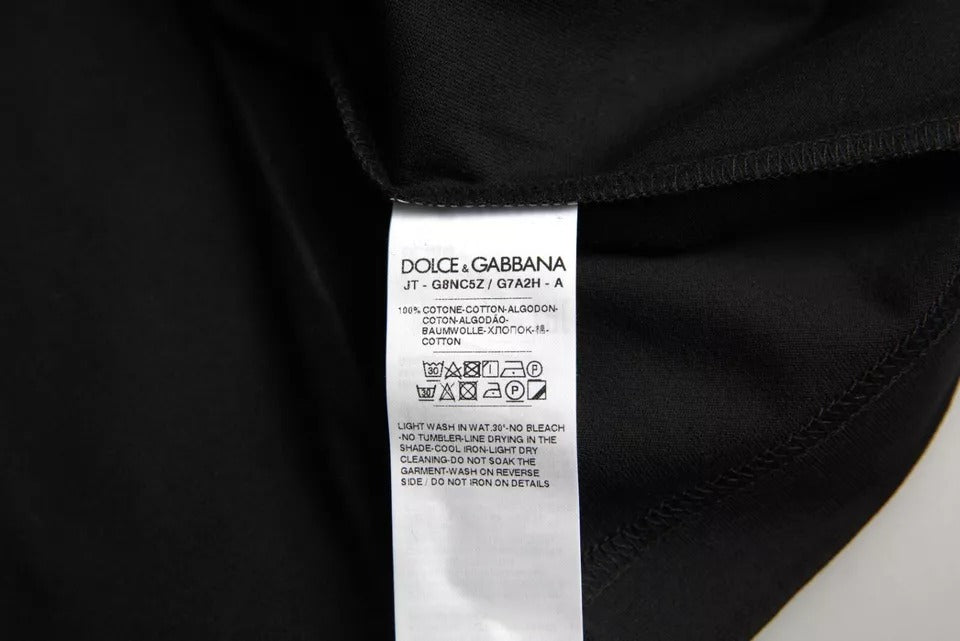 DOLCE & GABBANA
JT - G8NC5Z / G7A2H - A
100% COTONE-COTTON-ALGODON-
COTON-ALGODÃO-
BAUMWOLLE-ХЛОПОК-棉-
COTTON
30 P
30 P
LIGHT WASH IN WAT.30°-NO BLEACH
-NO TUMBLER-LINE DRYING IN THE
SHADE-COOL IRON-LIGHT DRY
CLEANING-DO NOT SOAK THE
GARMENT-WASH ON REVERSE
SIDE / DO NOT IRON ON DETAILS